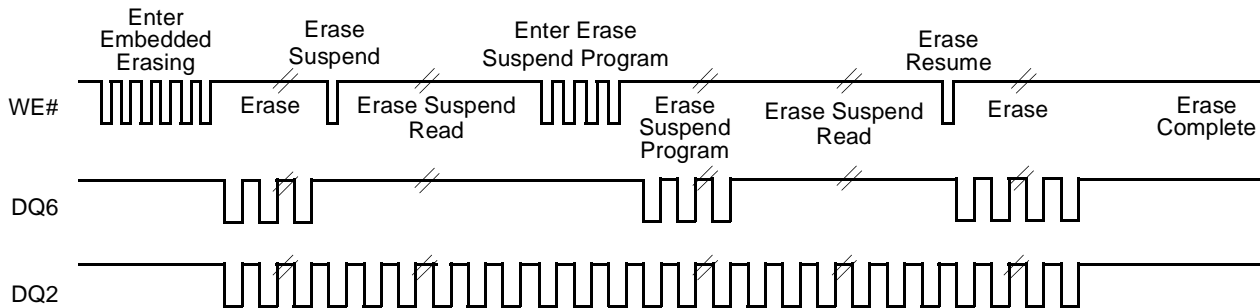 Enter
Embedded
Erasing
Erase
Suspend
Enter Erase
Suspend Program
Erase
Resume
WE#
Erase
Erase Suspend
Read
Erase
Suspend
Program
Erase Suspend
Read
Erase
Erase
Complete
DQ6
DQ2